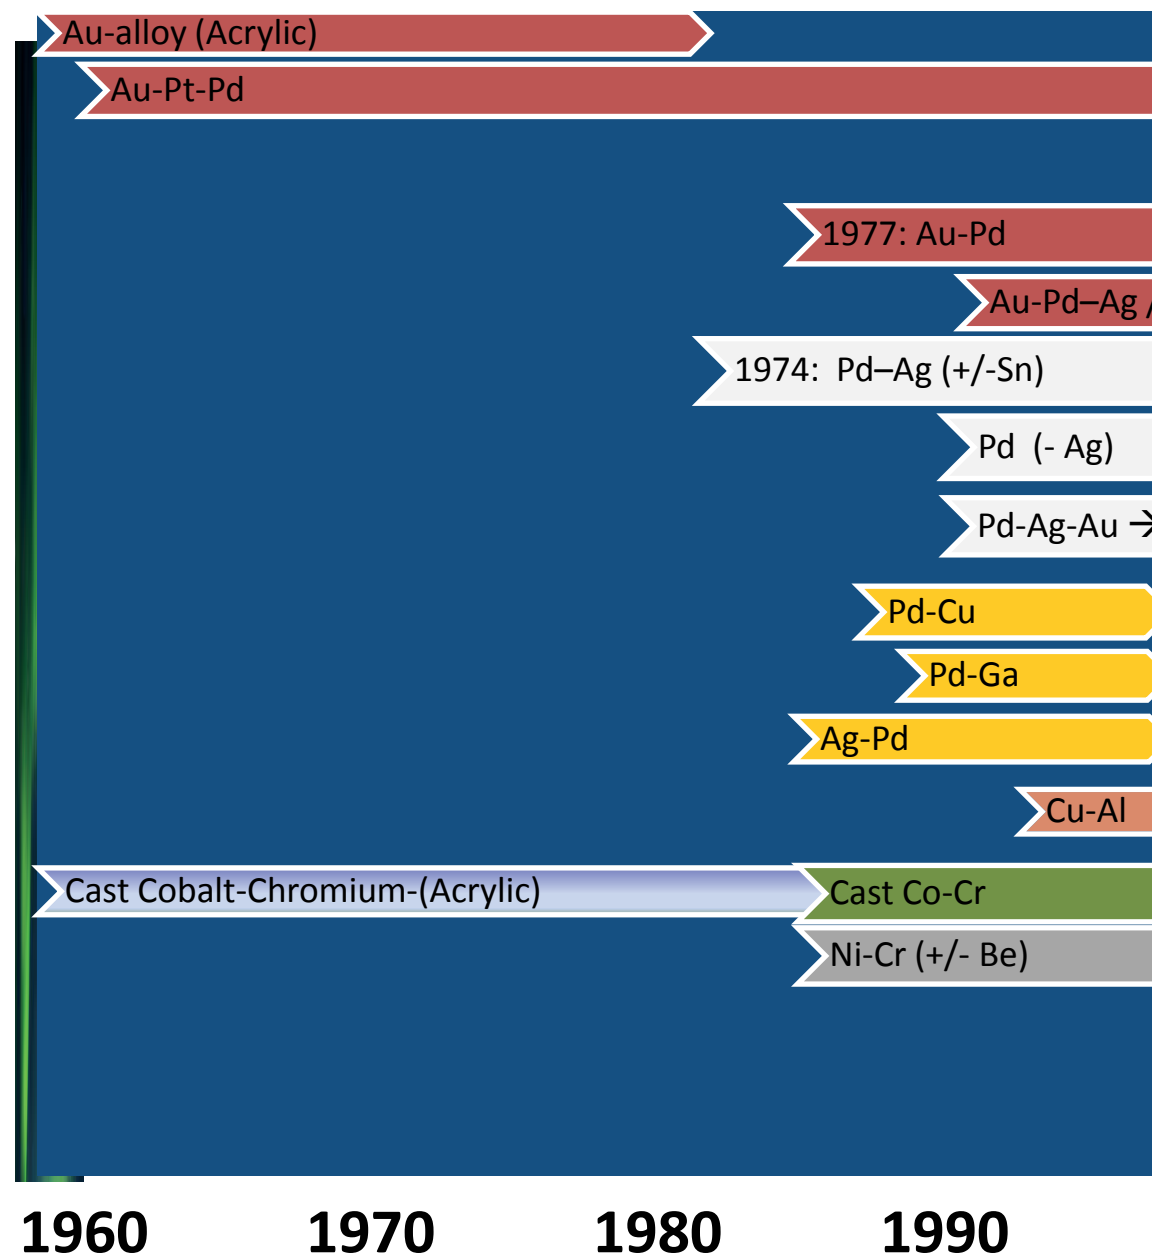 Au-alloy (Acrylic)
Au-Pt-Pd
1977: Au-Pd
Au-Pd–Ag /
1974:  Pd–Ag (+/-Sn)
Pd  (- Ag)
Pd-Ag-Au →
Pd-Cu
Pd-Ga
Ag-Pd
Cu-Al
Cast Cobalt-Chromium-(Acrylic)
Cast Co-Cr
Ni-Cr (+/- Be)
1960 1970 1980 1990